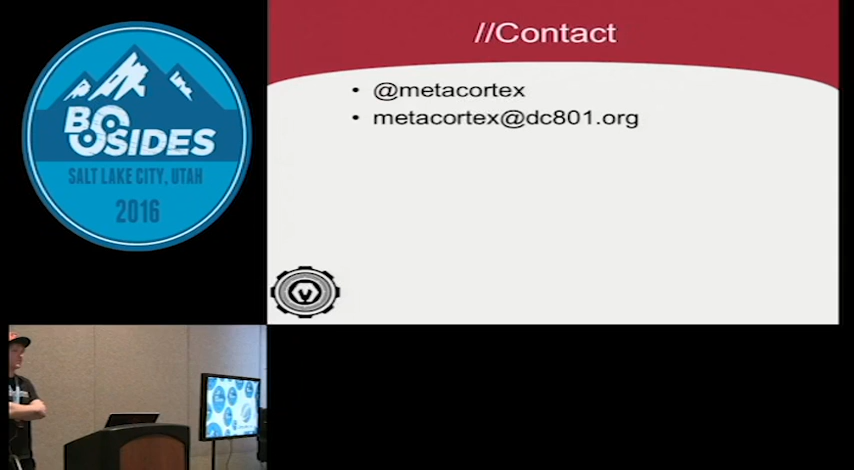 BSIDES
SALT LAKE CITY, UTAH
2016
//Contact
• @metacortex
• metacortex@dc801.org